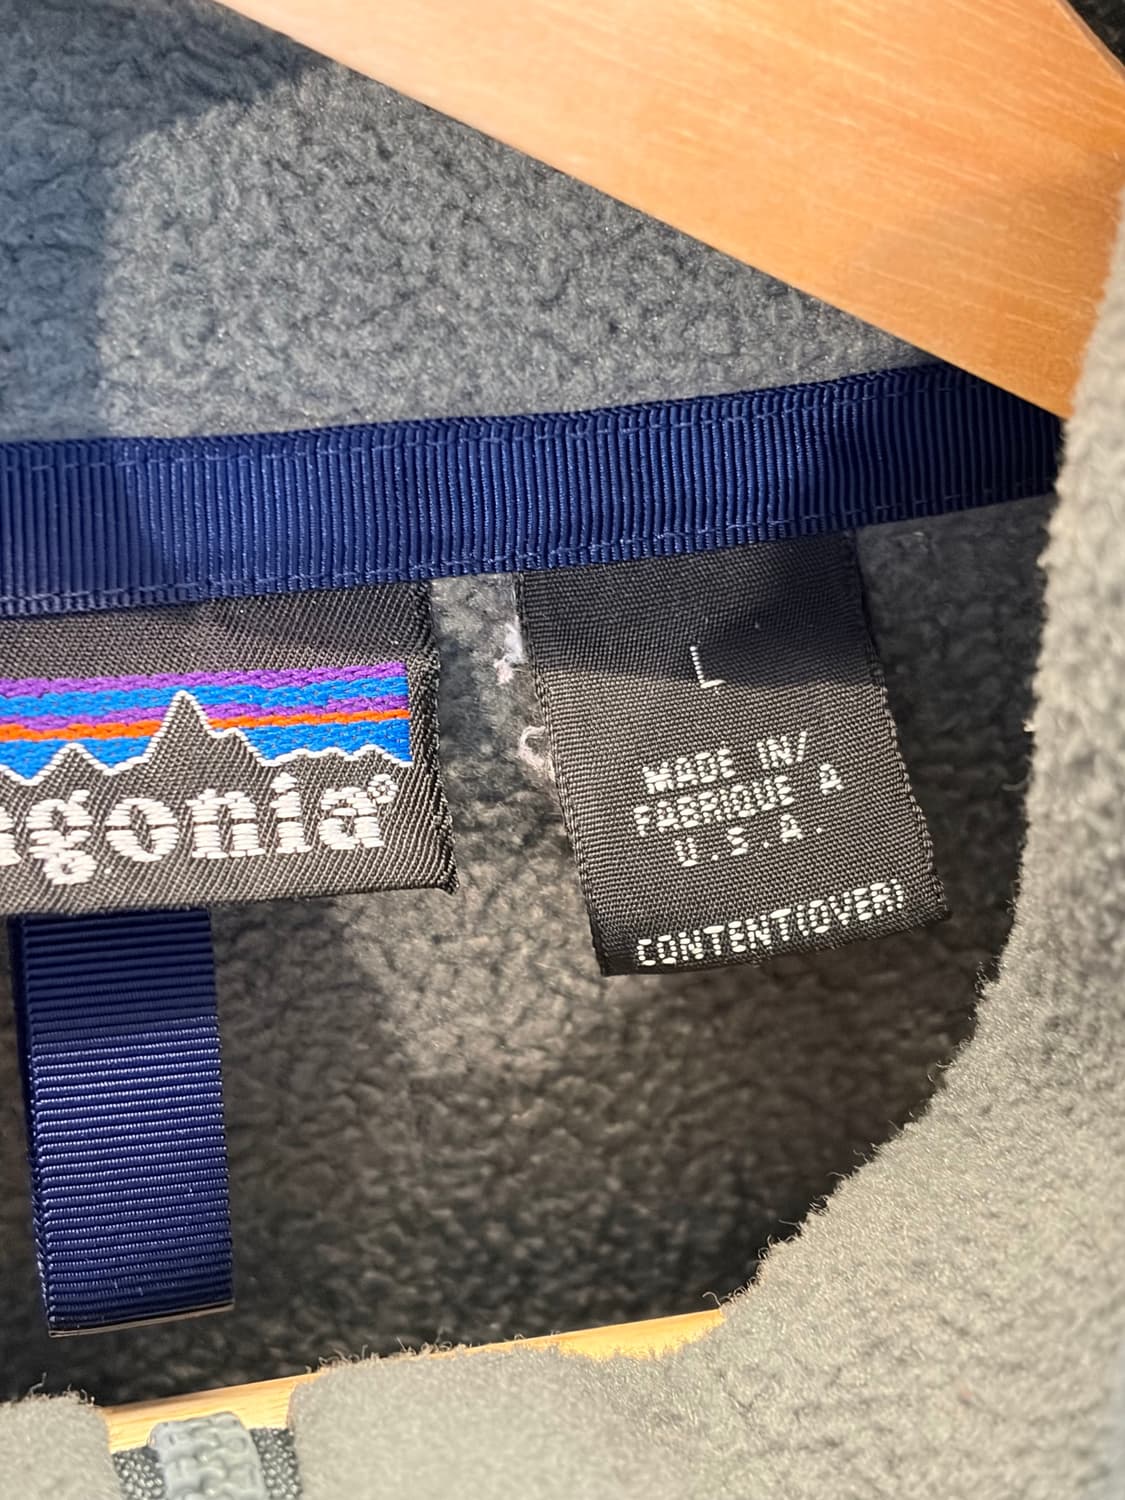 agonia®
L
MADE IN/
FABRIQUE A
U.S.A.
CONTENT(OVER)